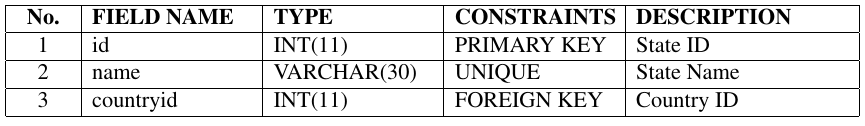 No. FIELD NAME TYPE CONSTRAINTS DESCRIPTION
1 id INT(11) PRIMARY KEY State ID
2 name VARCHAR(30) UNIQUE State Name
3 countryid INT(11) FOREIGN KEY Country ID